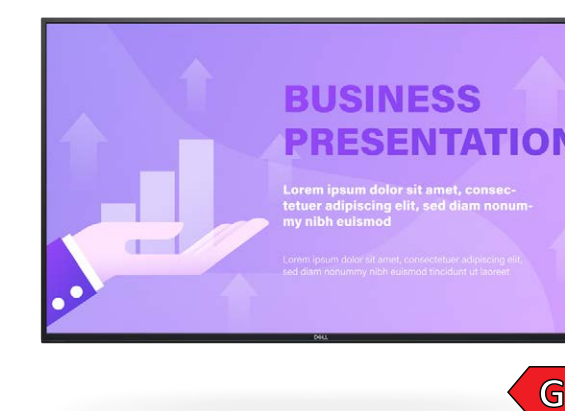 BUSINESS
PRESENTATION
Lorem ipsum dolor sit amet, consec-
tetuer adipiscing elit, sed diam nonum-
my nibh euismod
Lorem ipsum dolor sit amet, consectetuer adipiscing elit,
sed diam nonummy nibh euismod tincidunt ut laoreet
DELL
G